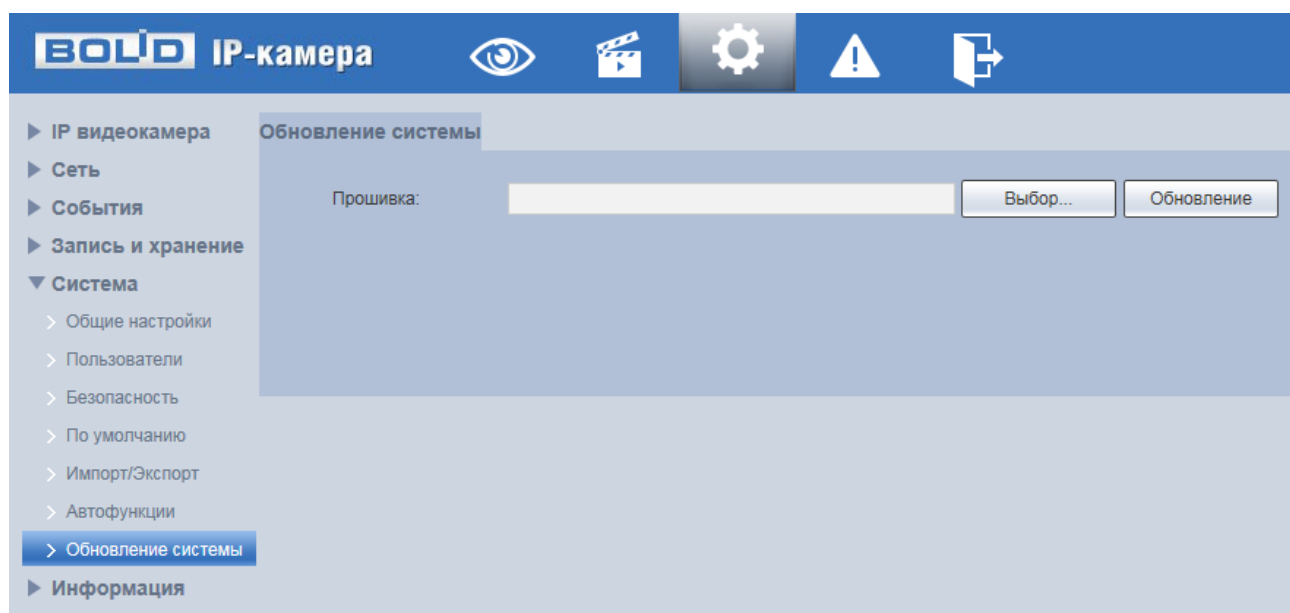 BOLID IP-камера
IP видеокамера
Сеть
События
Запись и хранение
Система
Общие настройки
Пользователи
Безопасность
По умолчанию
Импорт/Экспорт
Автофункции
Обновление системы
Информация
Обновление системы
Прошивка: Выбор... Обновление